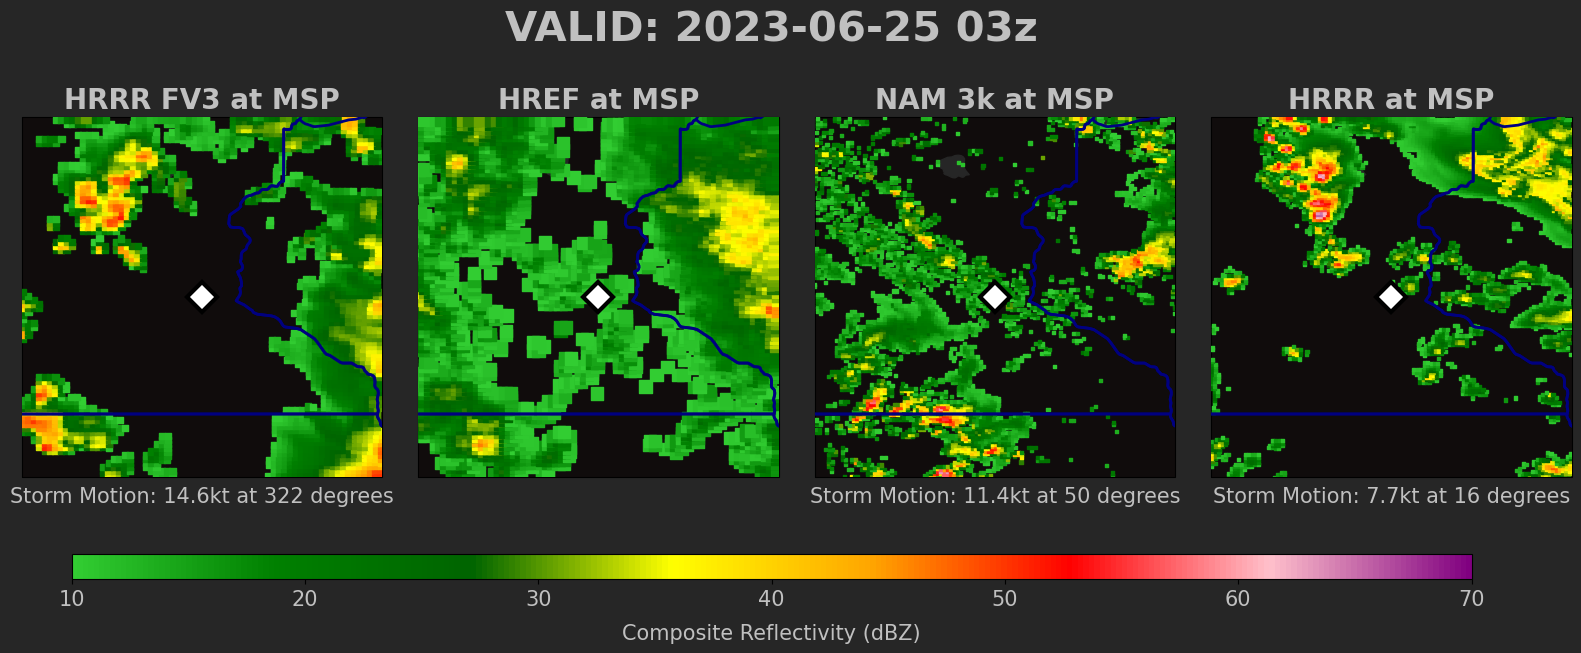 VALID: 2023-06-25 03z
HRRR FV3 at MSP
HREF at MSP
NAM 3k at MSP
HRRR at MSP
Storm Motion: 14.6kt at 322 degrees
Storm Motion: 11.4kt at 50 degrees
Storm Motion: 7.7kt at 16 degrees
10 20 30 40 50 60 70
Composite Reflectivity (dBZ)